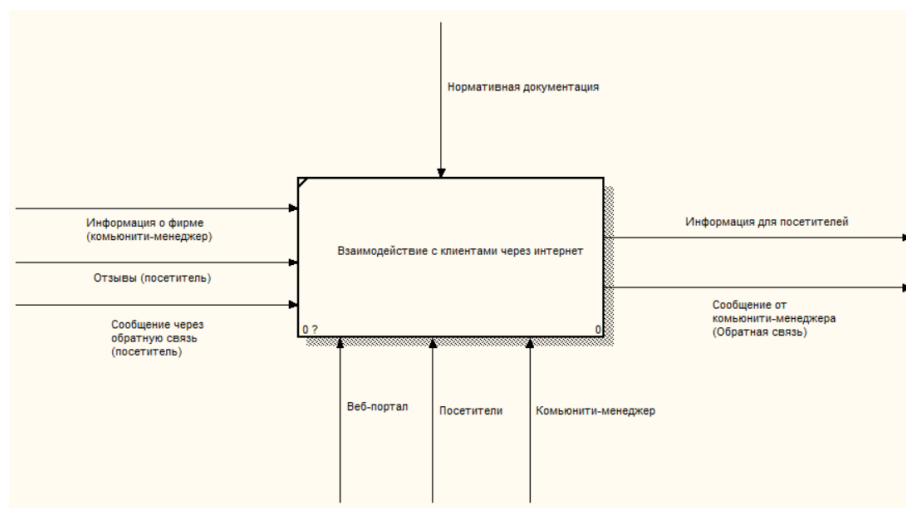 Нормативная документация
Информация о фирме
(комьюнити-менеджер)
Отзывы (посетитель)
Сообщение через
обратную связь
(посетитель)
Взаимодействие с клиентами через интернет
0 ?
0
Информация для посетителей
Сообщение от
комьюнити-менеджера
(Обратная связь)
Веб-портал
Посетители
Комьюнити-менеджер